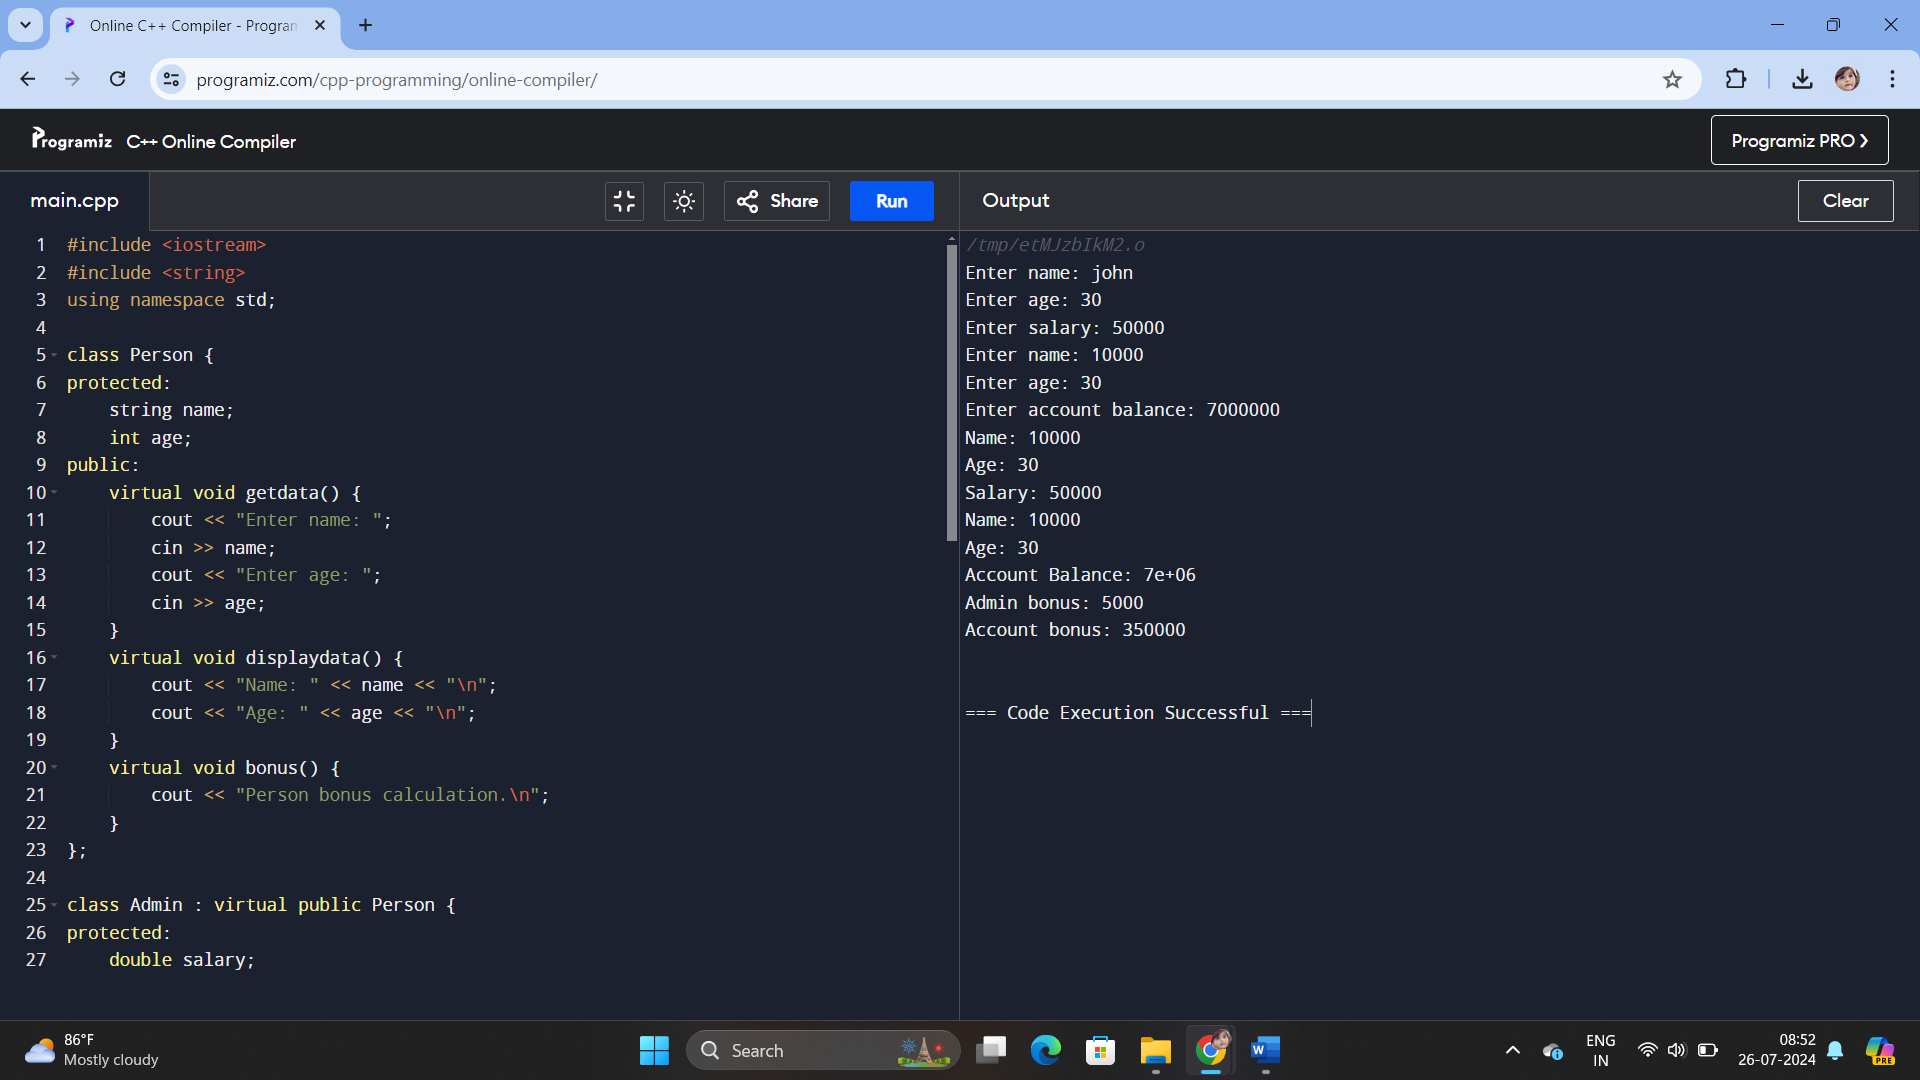 Online C++ Compiler - Program
programiz.com/cpp-programming/online-compiler/
Programiz C++ Online Compiler
Programiz PRO
main.cpp
Share
Run
Output
Clear
1 #include <iostream>
2 #include <string>
3 using namespace std;
4
5 class Person {
6 protected:
7     string name;
8     int age;
9 public:
10     virtual void getdata() {
11         cout << "Enter name: ";
12         cin >> name;
13         cout << "Enter age: ";
14         cin >> age;
15     }
16     virtual void displaydata() {
17         cout << "Name: " << name << "\n";
18         cout << "Age: " << age << "\n";
19     }
20     virtual void bonus() {
21         cout << "Person bonus calculation.\n";
22     }
23 };
24
25 class Admin : virtual public Person {
26 protected:
27     double salary;
/tmp/etMJzbIkM2.o
Enter name: john
Enter age: 30
Enter salary: 50000
Enter name: 10000
Enter age: 30
Enter account balance: 7000000
Name: 10000
Age: 30
Salary: 50000
Name: 10000
Age: 30
Account Balance: 7e+06
Admin bonus: 5000
Account bonus: 350000
=== Code Execution Successful ===
86°F
Mostly cloudy
Search
W
ENG
IN
08:52
26-07-2024
PRE